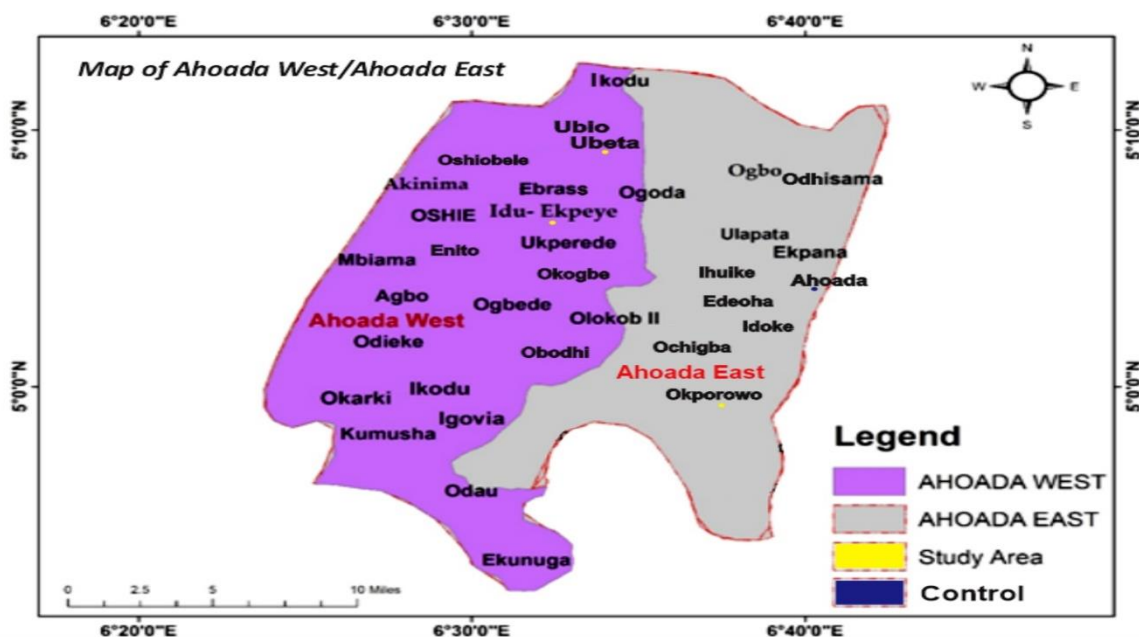 6°20'0"E 6°30'0"E 6°40'0"E
Map of Ahoada West/Ahoada East
N
W E
S
5°10'0"N 5°10'0"N
Ikodu
Ublo
Ubeta
Oshiobele
Ogbo
Akinima
Odhisama
Ebrass
Ogoda
OSHIE
Idu- Ekpeye
Ulapata
Ukperede
Enito
Ekpana
Mbiama
Okogbe
Ihuike
Ahoada
Agbo
Ogbede
Edeoha
Ahoada West
Olokob II
Idoke
Odieke
Obodhi
Ochigba
Ahoada East
5°0'0"N 5°0'0"N
Okarki
Ikodu
Okporowo
Igovia
Kumusha
Odau
Ekunuga
Legend
AHOADA WEST
AHOADA EAST
Study Area
Control
0 2.5 5 10 Miles
6°20'0"E 6°30'0"E 6°40'0"E